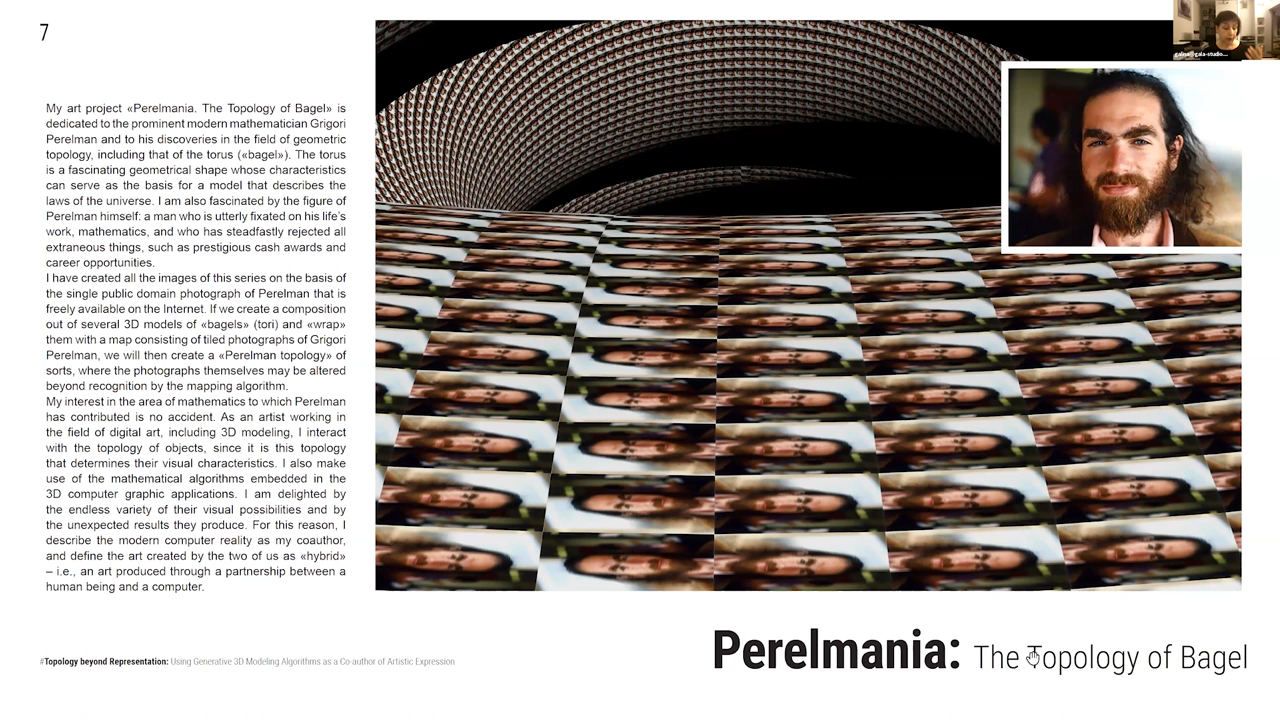 7
My art project «Perelmania. The Topology of Bagel» is
dedicated to the prominent modern mathematician Grigori
Perelman and to his discoveries in the field of geometric
topology, including that of the torus («bagel»). The torus
is a fascinating geometrical shape whose characteristics
can serve as the basis for a model that describes the
laws of the universe. I am also fascinated by the figure of
Perelman himself: a man who is utterly fixated on his life's
work, mathematics, and who has steadfastly rejected all
extraneous things, such as prestigious cash awards and
career opportunities.
I have created all the images of this series on the basis of
the single public domain photograph of Perelman that is
freely available on the Internet. If we create a composition
out of several 3D models of «bagels» (tori) and «wrap»
them with a map consisting of tiled photographs of Grigori
Perelman, we will then create a «Perelman topology» of
sorts, where the photographs themselves may be altered
beyond recognition by the mapping algorithm.
My interest in the area of mathematics to which Perelman
has contributed is no accident. As an artist working in
the field of digital art, including 3D modeling, I interact
with the topology of objects, since it is this topology
that determines their visual characteristics. I also make
use of the mathematical algorithms embedded in the
3D computer graphic applications. I am delighted by
the endless variety of their visual possibilities and by
the unexpected results they produce. For this reason, I
describe the modern computer reality as my coauthor,
and define the art created by the two of us as «hybrid»
– i.e., an art produced through a partnership between a
human being and a computer.
galina@gala-studio...
Perelmania: The Topology of Bagel
#Topology beyond Representation: Using Generative 3D Modeling Algorithms as a Co-author of Artistic Expression